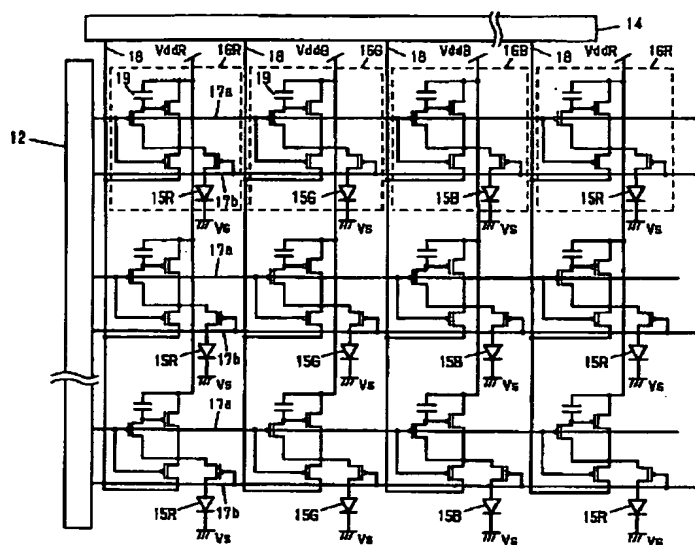 14
18 VddR 16R 18 VddG 16G 18 VddB 16B 18 VddR 16R
19 19
17a
12
15R 17b 15G 15B 15R
Vs Vs Vs Vs
17a
15R 17b 15G 15B 15R
Vs Vs Vs Vs
17a
15R 17b 15G 15B 15R
Vs Vs Vs Vs